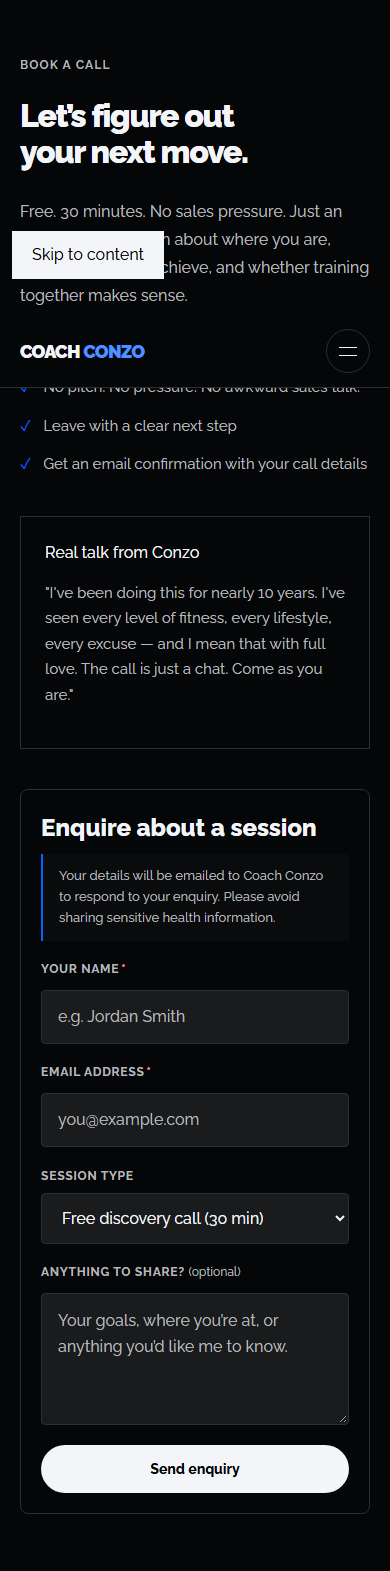 BOOK A CALL
Let's figure out
your next move.
Free. 30 minutes. No sales pressure. Just an
about where you are,
Skip to content
achieve, and whether training
together makes sense.
COACH CONZO
✓ No pitch. No pressure. No awkward sales talk.
✓ Leave with a clear next step
✓ Get an email confirmation with your call details
Real talk from Conzo
"I've been doing this for nearly 10 years. I've
seen every level of fitness, every lifestyle,
every excuse — and I mean that with full
love. The call is just a chat. Come as you
are."
Enquire about a session
Your details will be emailed to Coach Conzo
to respond to your enquiry. Please avoid
sharing sensitive health information.
YOUR NAME *
e.g. Jordan Smith
EMAIL ADDRESS *
you@example.com
SESSION TYPE
Free discovery call (30 min)
ANYTHING TO SHARE? (optional)
Your goals, where you're at, or
anything you'd like me to know.
Send enquiry